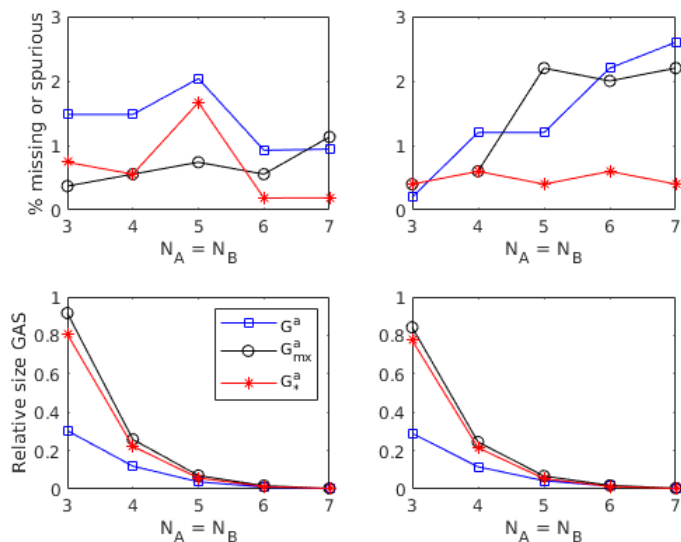 % missing or spurious
3
2
1
0
3 4 5 6 7
N_A = N_B
3
2
1
0
3 4 5 6 7
N_A = N_B
Relative size GAS
1
0.8
0.6
0.4
0.2
0
3 4 5 6 7
N_A = N_B
G^a
G^a_mx
G^a_*
1
0.8
0.6
0.4
0.2
0
3 4 5 6 7
N_A = N_B